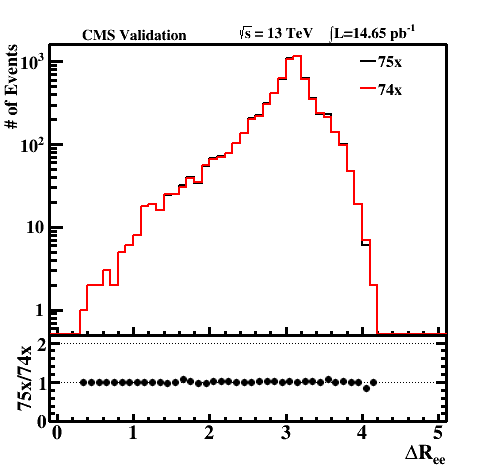 CMS Validation √s = 13 TeV ∫L=14.65 pb⁻¹
# of Events
10³
10²
10
1
75x
74x
75x/74x
2
1
0
0 1 2 3 4 5
ΔRₑₑ